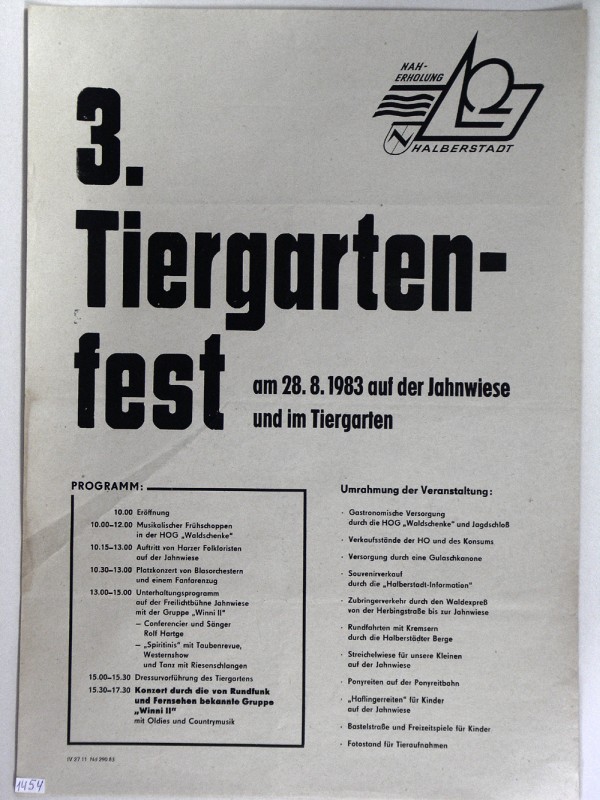 NAH-
ERHOLUNG
HALBERSTADT
3.
Tiergarten-
fest
am 28. 8. 1983 auf der Jahnwiese
und im Tiergarten
PROGRAMM:
10.00 Eröffnung
10.00–12.00 Musikalischer Frühschoppen
in der HOG „Waldschenke"
10.15–13.00 Auftritt von Harzer Folkloristen
auf der Jahnwiese
10.30–13.00 Platzkonzert von Blasorchestern
und einem Fanfarenzug
13.00–15.00 Unterhaltungsprogramm
auf der Freilichtbühne Jahnwiese
mit der Gruppe „Winni II"
– Conferencier und Sänger
Rolf Hartge
– „Spiritinis" mit Taubenrevue,
Westernshow
und Tanz mit Riesenschlangen
15.00–15.30 Dressurvorführung des Tiergartens
15.30–17.30 Konzert durch die von Rundfunk
und Fernsehen bekannte Gruppe
„Winni II"
mit Oldies und Countrymusik
Umrahmung der Veranstaltung:
· Gastronomische Versorgung
durch die HOG „Waldschenke" und Jagdschloß
· Verkaufsstände der HO und des Konsums
· Versorgung durch eine Gulaschkanone
· Souvenirverkauf
durch die „Halberstadt-Information"
· Zubringerverkehr durch den Waldexpreß
von der Herbingstraße bis zur Jahnwiese
· Rundfahrten mit Kremsern
durch die Halberstädter Berge
· Streichelwiese für unsere Kleinen
auf der Jahnwiese
· Ponyreiten auf der Ponyreitbahn
· „Haflingerreiten" für Kinder
auf der Jahnwiese
· Bastelstraße und Freizeitspiele für Kinder
· Fotostand für Tieraufnahmen
IV 27 11
1454